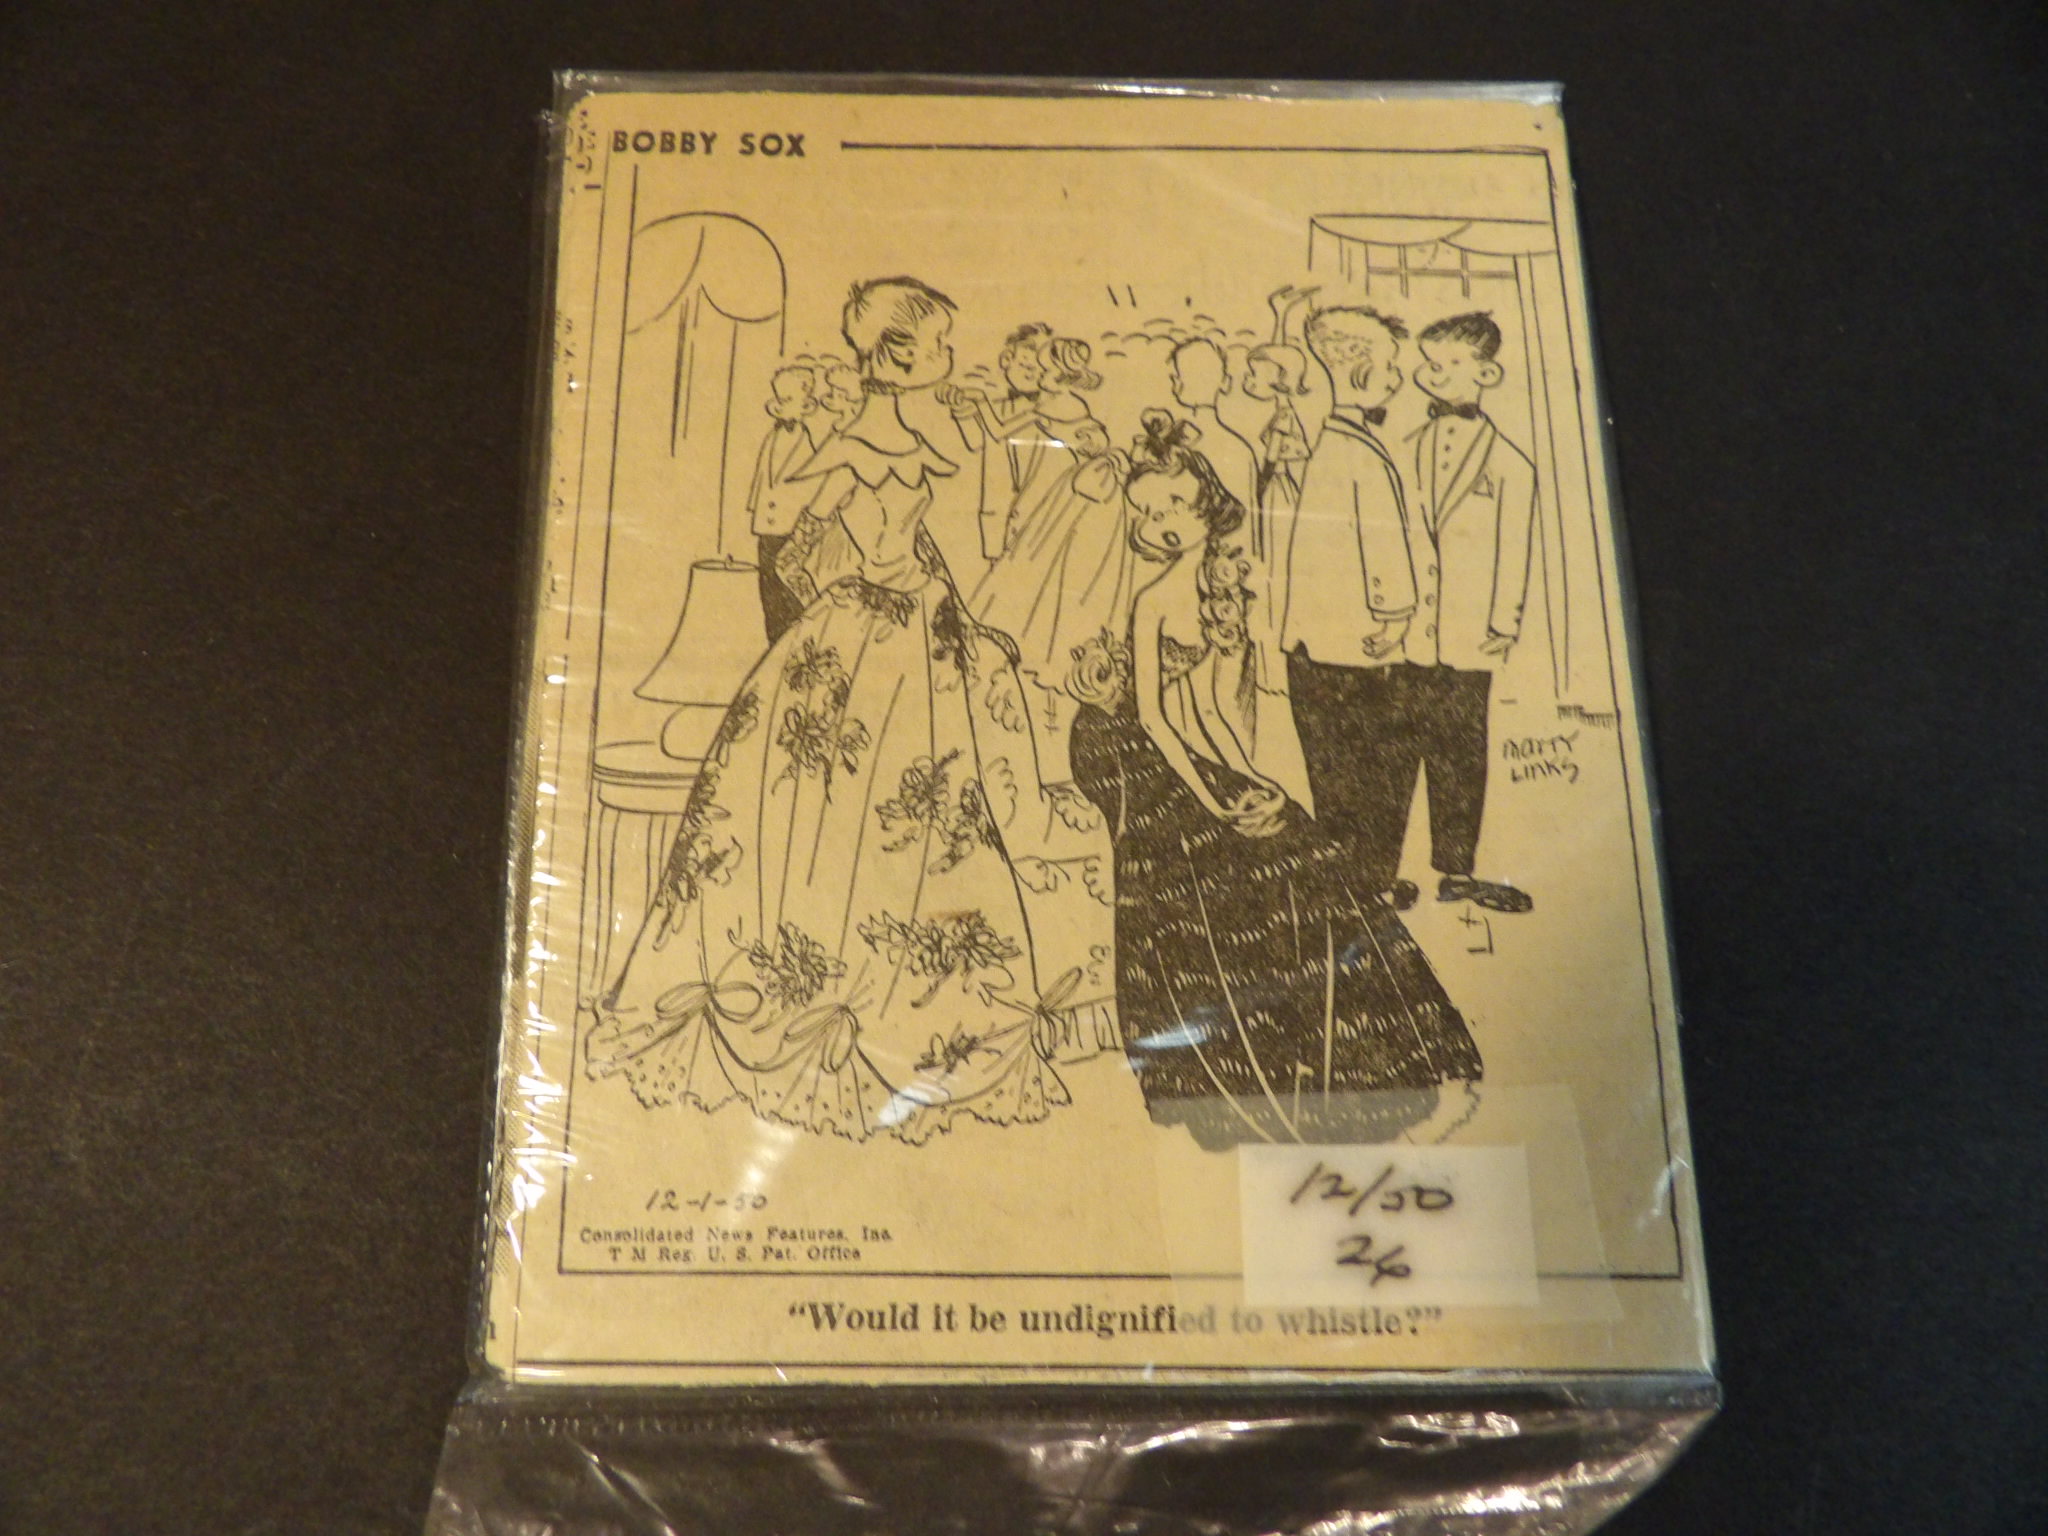 BOBBY SOX
MARTY
LINKS
12-1-50
Consolidated News Features, Inc.
T M Reg. U. S. Pat. Office
12/50
26
"Would it be undignified to whistle?"